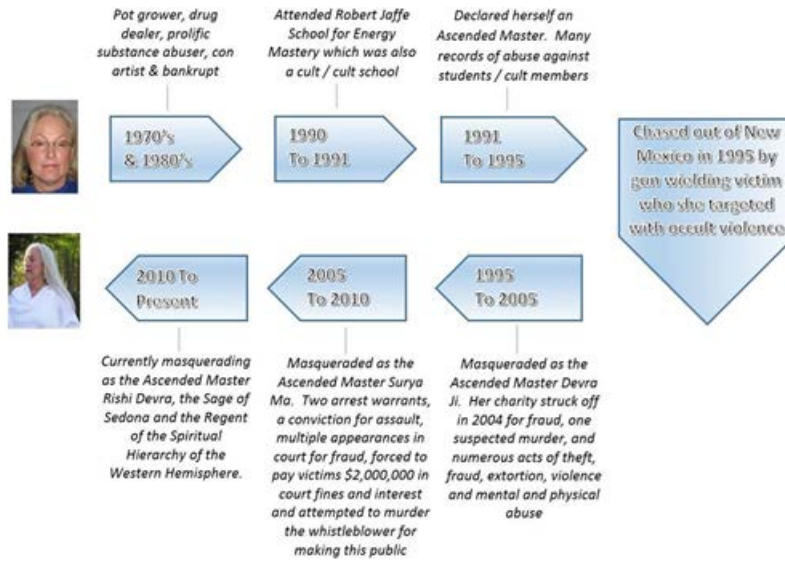 Pot grower, drug
dealer, prolific
substance abuser, con
artist & bankrupt
Attended Robert Jaffe
School for Energy
Mastery which was also
a cult / cult school
Declared herself an
Ascended Master. Many
records of abuse against
students / cult members
1970's
& 1980's
1990
To 1991
1991
To 1995
Chased out of New
Mexico in 1995 by
gun wielding victim
who she targeted
with occult violence
2010 To
Present
2005
To 2010
1995
To 2005
Currently masquerading
as the Ascended Master
Rishi Devra, the Sage of
Sedona and the Regent
of the Spiritual
Hierarchy of the
Western Hemisphere.
Masqueraded as the
Ascended Master Surya
Ma. Two arrest warrants,
a conviction for assault,
multiple appearances in
court for fraud, forced to
pay victims $2,000,000 in
court fines and interest
and attempted to murder
the whistleblower for
making this public
Masqueraded as the
Ascended Master Devra
Ji. Her charity struck off
in 2004 for fraud, one
suspected murder, and
numerous acts of theft,
fraud, extortion, violence
and mental and physical
abuse